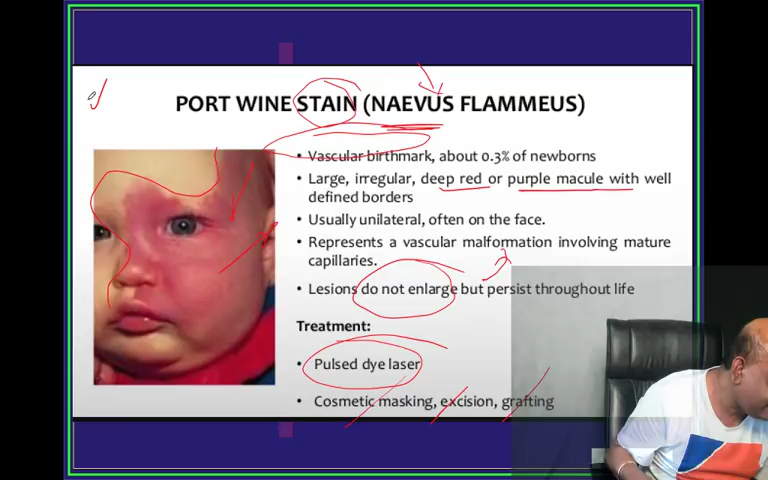 PORT WINE STAIN (NAEVUS FLAMMEUS)
• Vascular birthmark, about 0.3% of newborns
• Large, irregular, deep red or purple macule with well
defined borders
• Usually unilateral, often on the face.
• Represents a vascular malformation involving mature
capillaries.
• Lesions do not enlarge but persist throughout life
Treatment:
• Pulsed dye laser
• Cosmetic masking, excision, grafting